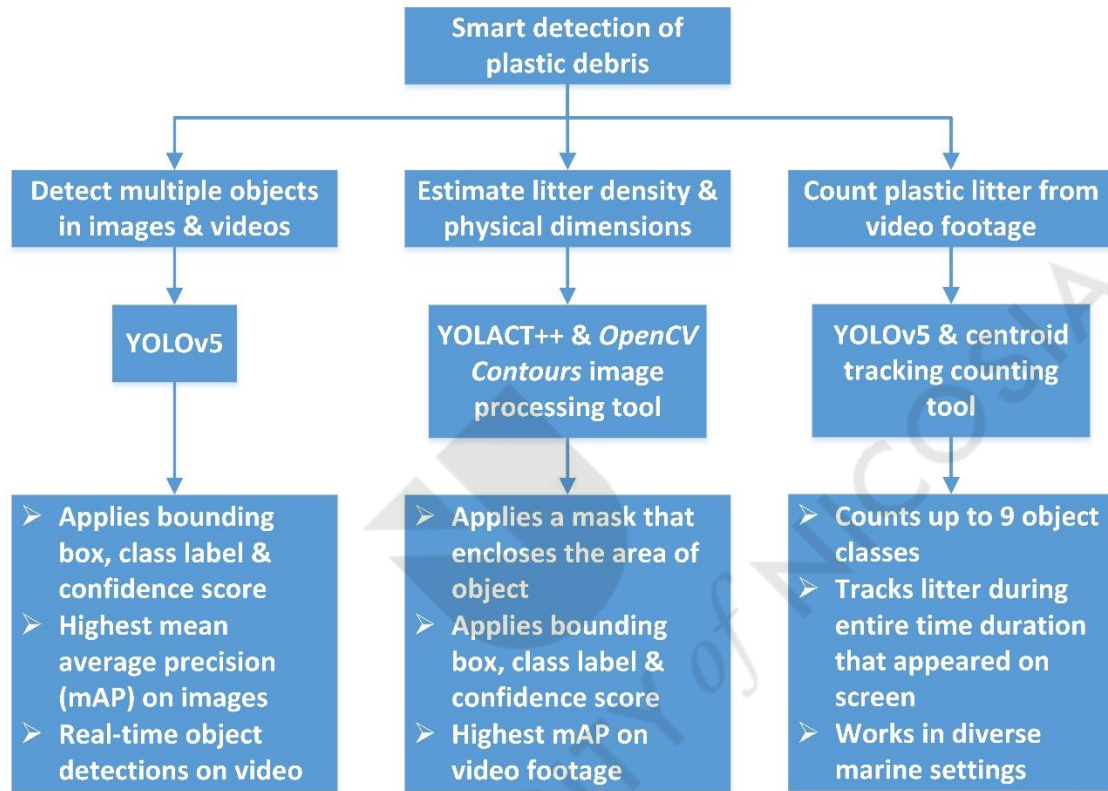 Smart detection of
plastic debris
Detect multiple objects
in images & videos
Estimate litter density &
physical dimensions
Count plastic litter from
video footage
YOLOv5
YOLACT++ & OpenCV
Contours image
processing tool
YOLOv5 & centroid
tracking counting
tool
➢ Applies bounding
box, class label &
confidence score
➢ Highest mean
average precision
(mAP) on images
➢ Real-time object
detections on video
➢ Applies a mask that
encloses the area of
object
➢ Applies bounding
box, class label &
confidence score
➢ Highest mAP on
video footage
➢ Counts up to 9 object
classes
➢ Tracks litter during
entire time duration
that appeared on
screen
➢ Works in diverse
marine settings
ITY of NICOSIA